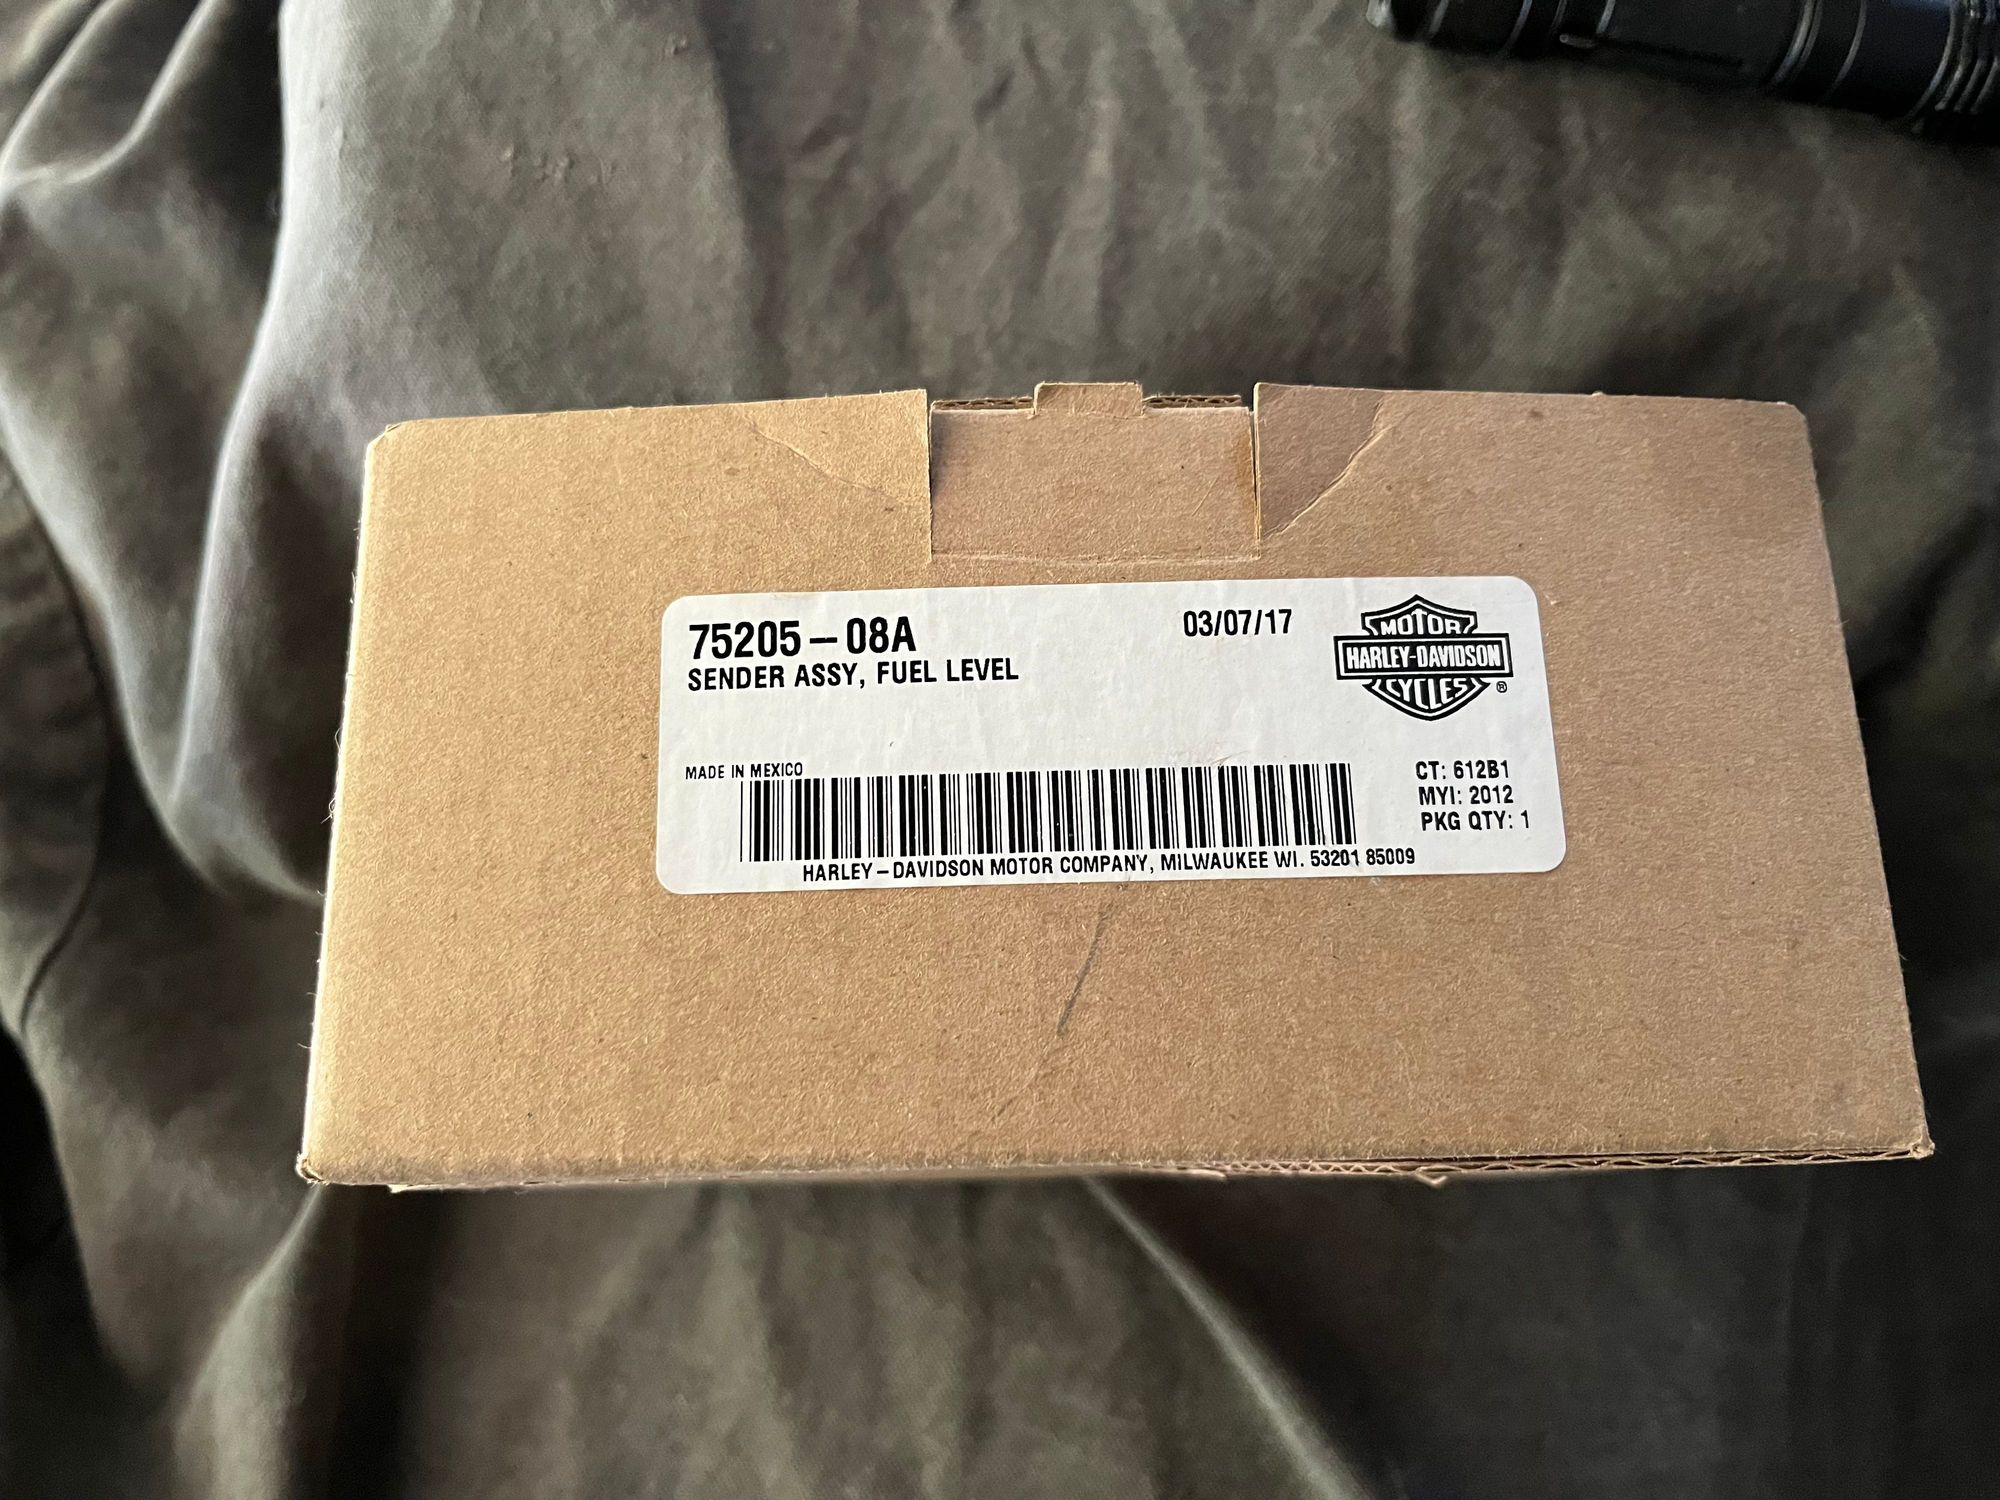 75205-08A
SENDER ASSY, FUEL LEVEL
03/07/17
MOTOR
HARLEY-DAVIDSON
CYCLES
®
MADE IN MEXICO
CT: 612B1
MYI: 2012
PKG QTY: 1
HARLEY-DAVIDSON MOTOR COMPANY, MILWAUKEE WI. 53201 85009